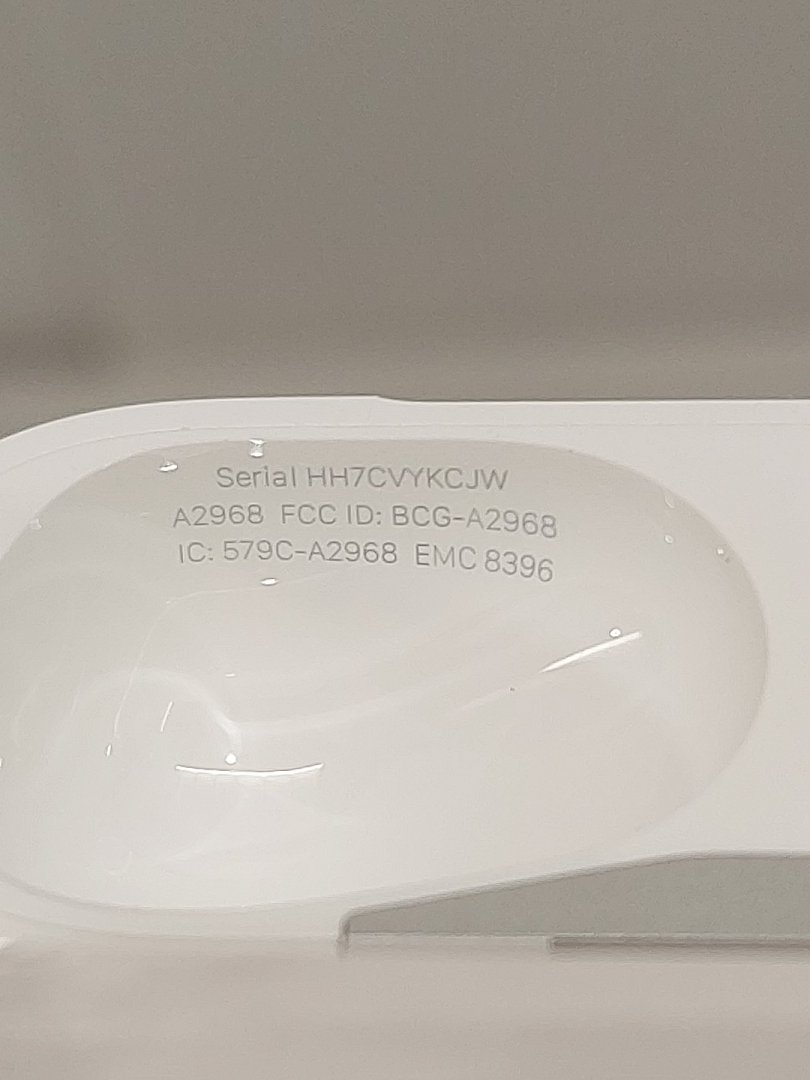 Serial HH7CVYKCJW
A2968 FCC ID: BCG-A2968
IC: 579C-A2968 EMC 8396